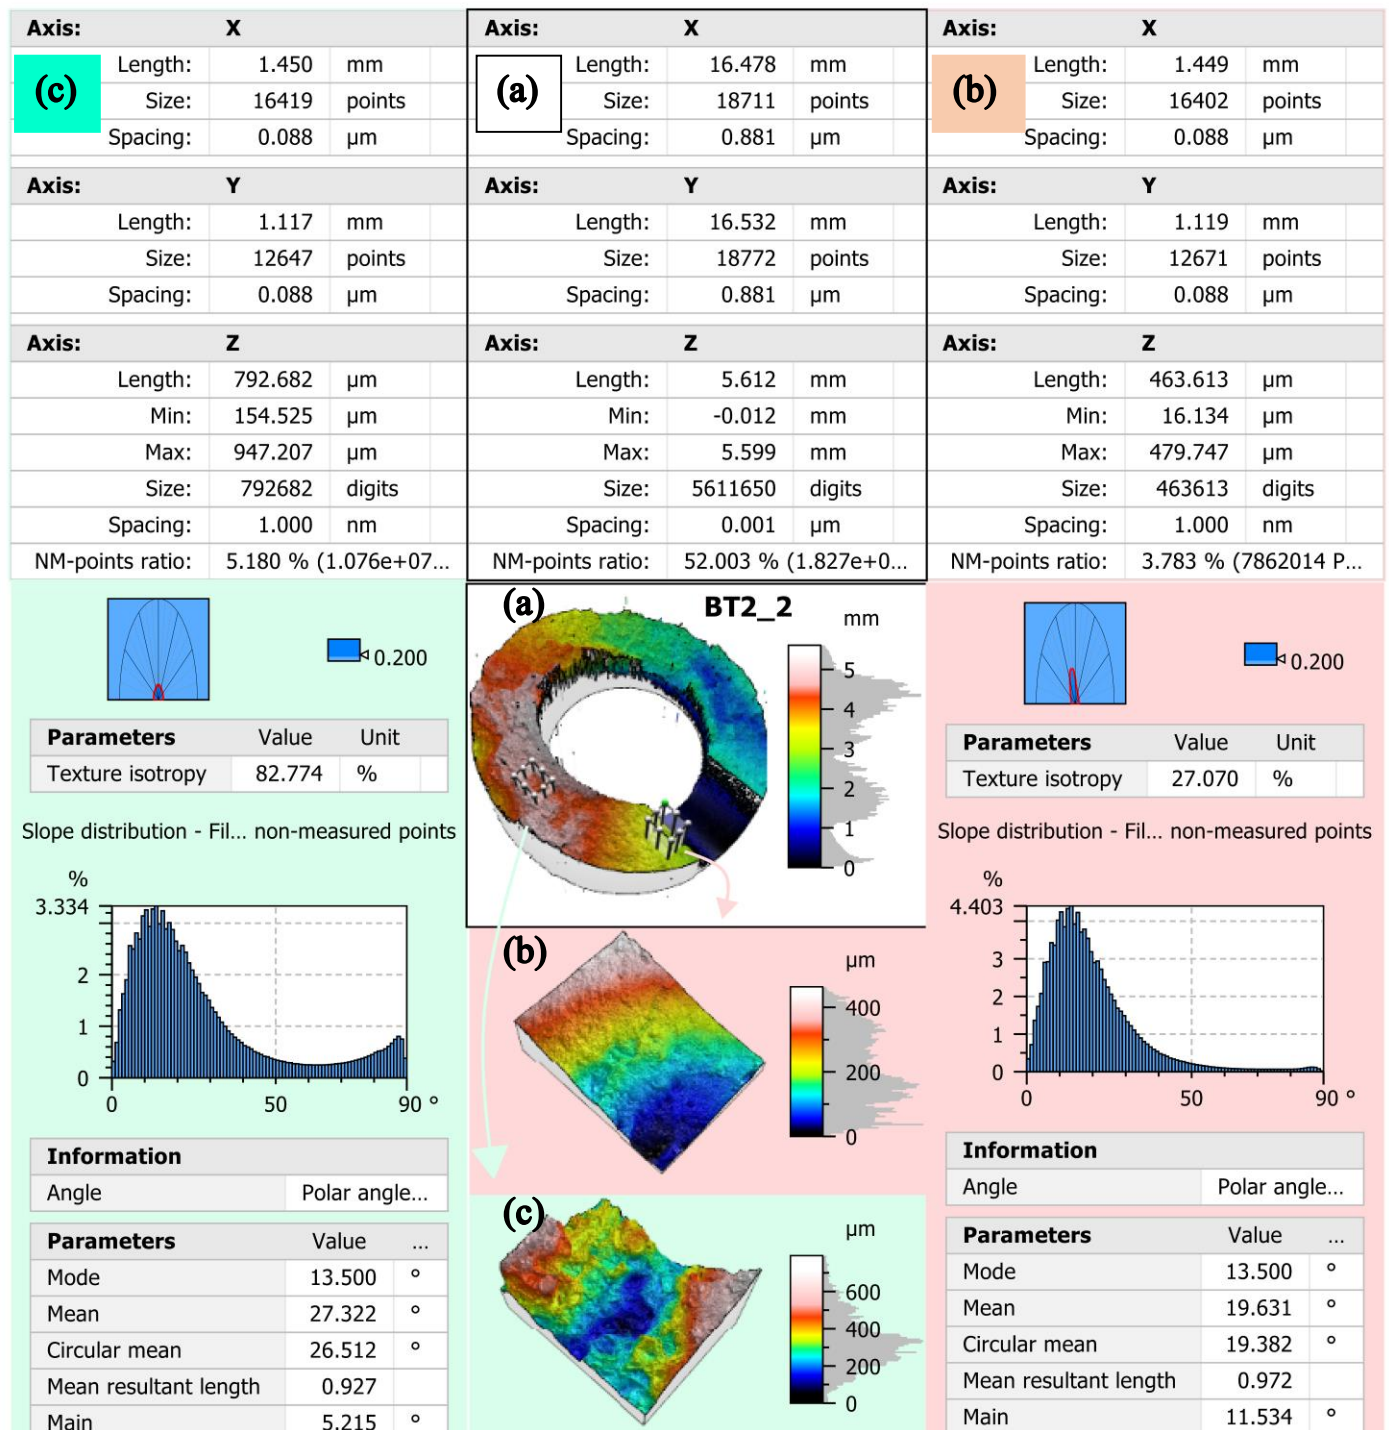 Axis: X
(c)
Length: 1.450 mm
Size: 16419 points
Spacing: 0.088 µm
Axis: Y
Length: 1.117 mm
Size: 12647 points
Spacing: 0.088 µm
Axis: Z
Length: 792.682 µm
Min: 154.525 µm
Max: 947.207 µm
Size: 792682 digits
Spacing: 1.000 nm
NM-points ratio: 5.180 % (1.076e+07...
Axis: X
(a)
Length: 16.478 mm
Size: 18711 points
Spacing: 0.881 µm
Axis: Y
Length: 16.532 mm
Size: 18772 points
Spacing: 0.881 µm
Axis: Z
Length: 5.612 mm
Min: -0.012 mm
Max: 5.599 mm
Size: 5611650 digits
Spacing: 0.001 µm
NM-points ratio: 52.003 % (1.827e+0...
Axis: X
(b)
Length: 1.449 mm
Size: 16402 points
Spacing: 0.088 µm
Axis: Y
Length: 1.119 mm
Size: 12671 points
Spacing: 0.088 µm
Axis: Z
Length: 463.613 µm
Min: 16.134 µm
Max: 479.747 µm
Size: 463613 digits
Spacing: 1.000 nm
NM-points ratio: 3.783 % (7862014 P...
0.200
Parameters Value Unit
Texture isotropy 82.774 %
Slope distribution - Fil... non-measured points
%
3.334
2
1
0
0 50 90 °
Information
Angle Polar angle...
Parameters Value ...
Mode 13.500 °
Mean 27.322 °
Circular mean 26.512 °
Mean resultant length 0.927
Main 5.215 °
(a) BT2_2
mm
5
4
3
2
1
0
(b)
µm
400
200
0
(c)
µm
600
400
200
0
0.200
Parameters Value Unit
Texture isotropy 27.070 %
Slope distribution - Fil... non-measured points
%
4.403
3
2
1
0
0 50 90 °
Information
Angle Polar angle...
Parameters Value ...
Mode 13.500 °
Mean 19.631 °
Circular mean 19.382 °
Mean resultant length 0.972
Main 11.534 °